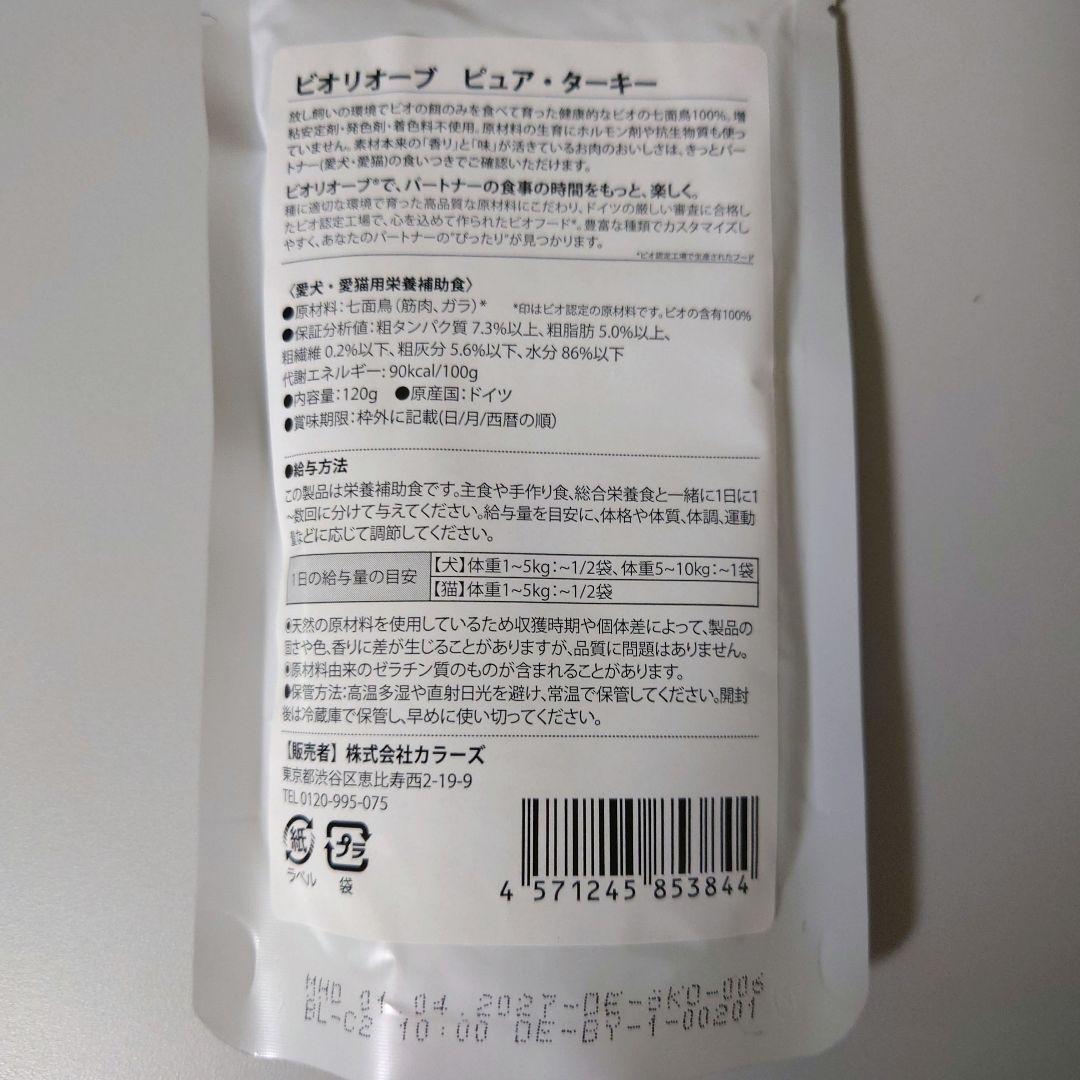 ビオリオーブ　ピュア・ターキー
放し飼いの環境でビオの餌のみを食べて育った健康的なビオの七面鳥100%。増
粘安定剤・発色剤・着色料不使用。原材料の生育にホルモン剤や抗生物質も使っ
ていません。素材本来の「香り」と「味」が活きているお肉のおいしさは、きっとパー
トナー(愛犬・愛猫)の食いつきでご確認いただけます。
ビオリオーブ®で、パートナーの食事の時間をもっと、楽しく。
種に適切な環境で育った高品質な原材料にこだわり、ドイツの厳しい審査に合格し
たビオ認定工場で、心を込めて作られたビオフード*。豊富な種類でカスタマイズし
やすく、あなたのパートナーの"ぴったり"が見つかります。
*ビオ認定工場で生産されたフード
〈愛犬・愛猫用栄養補助食〉
●原材料：七面鳥（筋肉、ガラ）* *印はビオ認定の原材料です。ビオの含有100%
●保証分析値：粗タンパク質 7.3%以上、粗脂肪 5.0%以上、
粗繊維 0.2%以下、粗灰分 5.6%以下、水分 86%以下
代謝エネルギー：90kcal/100g
●内容量：120g ●原産国：ドイツ
●賞味期限：枠外に記載(日/月/西暦の順)
●給与方法
この製品は栄養補助食です。主食や手作り食、総合栄養食と一緒に1日に1
~数回に分けて与えてください。給与量を目安に、体格や体質、体調、運動
量などに応じて調節してください。
1日の給与量の目安 【犬】体重1~5kg：~1/2袋、体重5~10kg：~1袋
【猫】体重1~5kg：~1/2袋
●天然の原材料を使用しているため収獲時期や個体差によって、製品の
固さや色、香りに差が生じることがありますが、品質に問題はありません。
●原材料由来のゼラチン質のものが含まれることがあります。
●保管方法：高温多湿や直射日光を避け、常温で保管してください。開封
後は冷蔵庫で保管し、早めに使い切ってください。
【販売者】株式会社カラーズ
東京都渋谷区恵比寿西2-19-9
TEL 0120-995-075
紙 プラ
ラベル 袋
4 571245 853844
MHD 01.04.2027-DE-ÖKO-006
BL-C2 10:00 DE-BY-1-00201